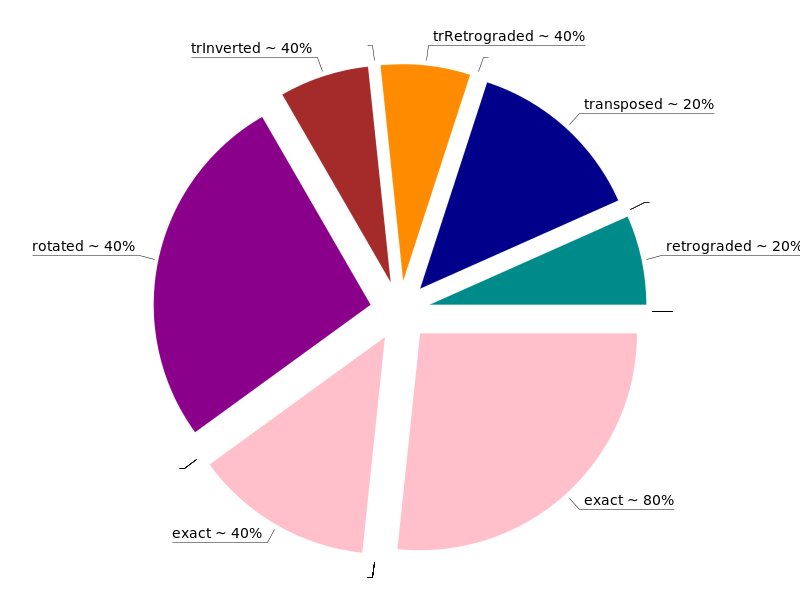 trRetrograded ~ 40%
trInverted ~ 40%
transposed ~ 20%
rotated ~ 40%
retrograded ~ 20%
exact ~ 80%
exact ~ 40%